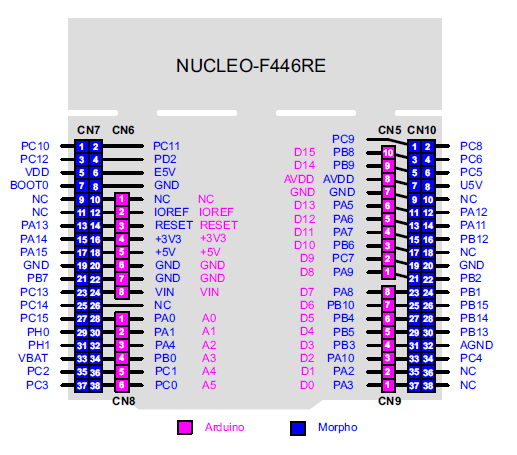 NUCLEO-F446RE
CN7 CN6 CN5 CN10
PC10 1 2 PC11 PC9 1 2 PC8
PC12 3 4 PD2 D15 PB8 10 3 4 PC6
VDD 5 6 E5V D14 PB9 9 5 6 PC5
BOOT0 7 8 GND AVDD AVDD 8 7 8 U5V
NC 9 10 1 NC NC GND GND 7 9 10 NC
NC 11 12 2 IOREF IOREF D13 PA5 6 11 12 PA12
PA13 13 14 3 RESET RESET D12 PA6 5 13 14 PA11
PA14 15 16 4 +3V3 +3V3 D11 PA7 4 15 16 PB12
PA15 17 18 5 +5V +5V D10 PB6 3 17 18 NC
GND 19 20 6 GND GND D9 PC7 2 19 20 GND
PB7 21 22 7 GND GND D8 PA9 1 21 22 PB2
PC13 23 24 8 VIN VIN D7 PA8 8 23 24 PB1
PC14 25 26 NC D6 PB10 7 25 26 PB15
PC15 27 28 1 PA0 A0 D5 PB4 6 27 28 PB14
PH0 29 30 2 PA1 A1 D4 PB5 5 29 30 PB13
PH1 31 32 3 PA4 A2 D3 PB3 4 31 32 AGND
VBAT 33 34 4 PB0 A3 D2 PA10 3 33 34 PC4
PC2 35 36 5 PC1 A4 D1 PA2 2 35 36 NC
PC3 37 38 6 PC0 A5 D0 PA3 1 37 38 NC
CN8 CN9
Arduino Morpho